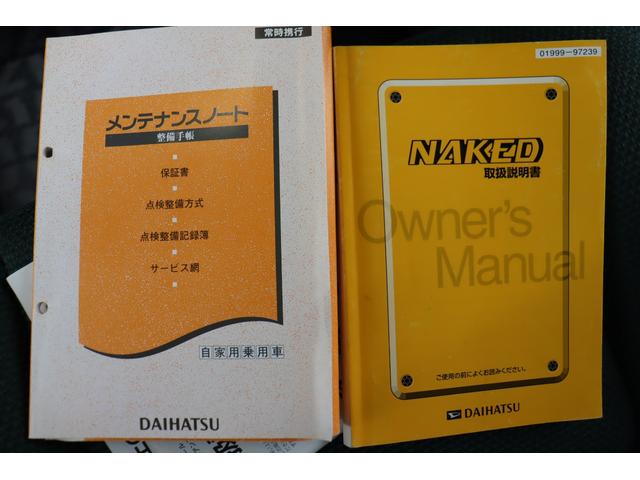 常時携行
メンテナンスノート
整備手帳
保証書
点検整備方式
点検整備記録簿
サービス網
自家用乗用車
DAIHATSU
01999-97239
NAKED
取扱説明書
Owner's
Manual
ご使用の前によくお読みください。
DAIHATSU